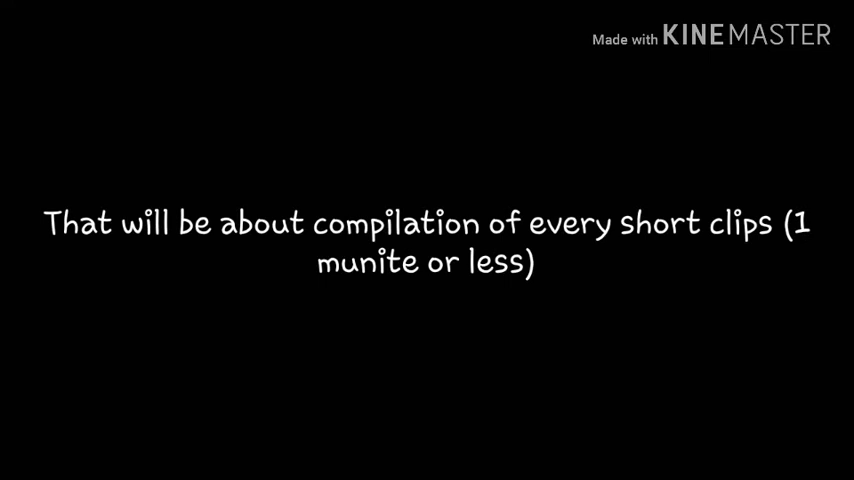 Made with KINEMASTER
That will be about compilation of every short clips (1
munite or less)